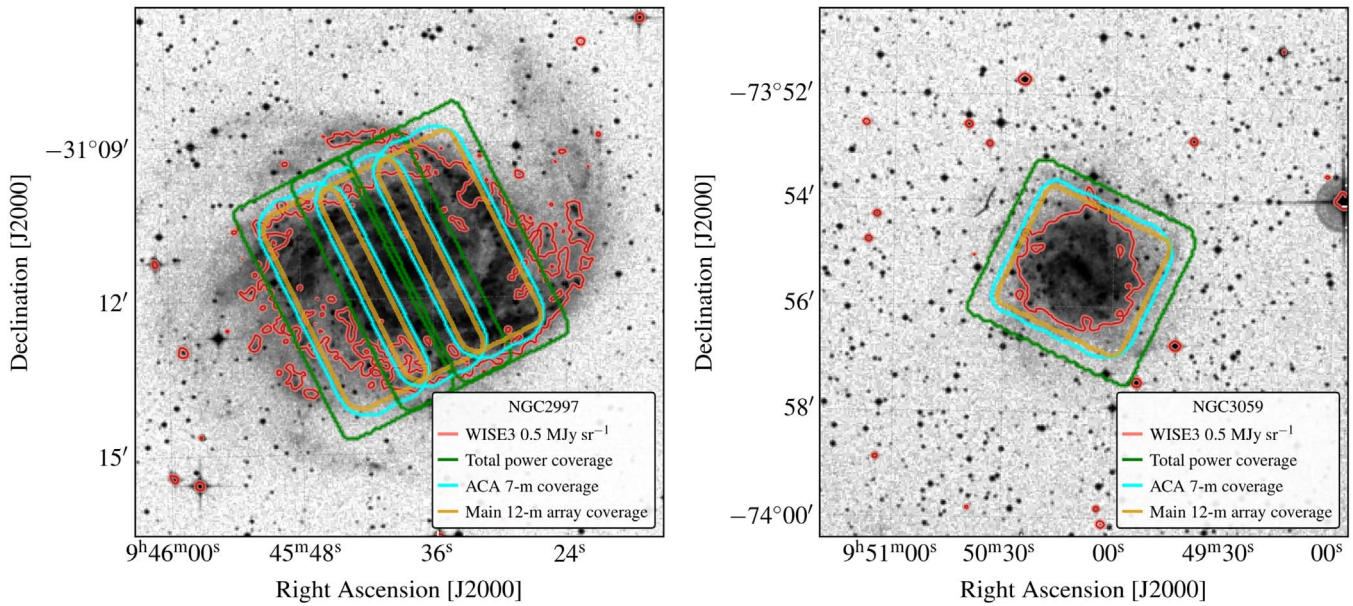 Declination [J2000]
−31°09′
12′
15′
9ʰ46ᵐ00ˢ 45ᵐ48ˢ 36ˢ 24ˢ
Right Ascension [J2000]
NGC2997
WISE3 0.5 MJy sr⁻¹
Total power coverage
ACA 7-m coverage
Main 12-m array coverage
Declination [J2000]
−73°52′
54′
56′
58′
−74°00′
9ʰ51ᵐ00ˢ 50ᵐ30ˢ 00ˢ 49ᵐ30ˢ 00ˢ
Right Ascension [J2000]
NGC3059
WISE3 0.5 MJy sr⁻¹
Total power coverage
ACA 7-m coverage
Main 12-m array coverage